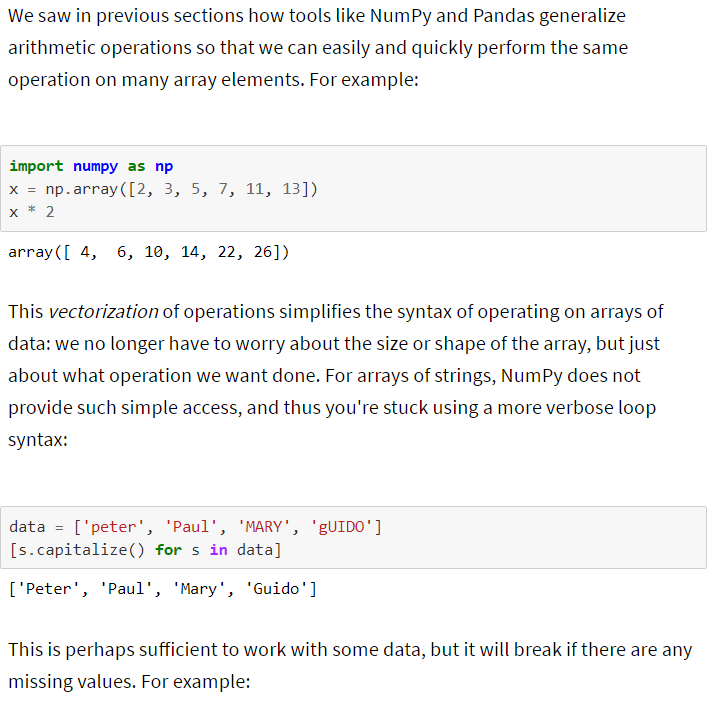 We saw in previous sections how tools like NumPy and Pandas generalize
arithmetic operations so that we can easily and quickly perform the same
operation on many array elements. For example:
import numpy as np
x = np.array([2, 3, 5, 7, 11, 13])
x * 2
array([ 4,  6, 10, 14, 22, 26])
This vectorization of operations simplifies the syntax of operating on arrays of
data: we no longer have to worry about the size or shape of the array, but just
about what operation we want done. For arrays of strings, NumPy does not
provide such simple access, and thus you're stuck using a more verbose loop
syntax:
data = ['peter', 'Paul', 'MARY', 'gUIDO']
[s.capitalize() for s in data]
['Peter', 'Paul', 'Mary', 'Guido']
This is perhaps sufficient to work with some data, but it will break if there are any
missing values. For example: